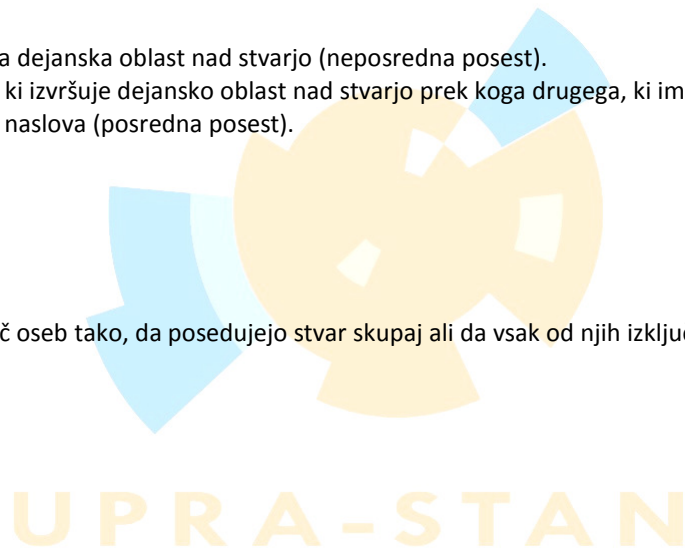 a dejanska oblast nad stvarjo (neposredna posest).
ki izvršuje dejansko oblast nad stvarjo prek koga drugega, ki im
naslova (posredna posest).
č oseb tako, da posedujejo stvar skupaj ali da vsak od njih izklju
UPRA-STAN